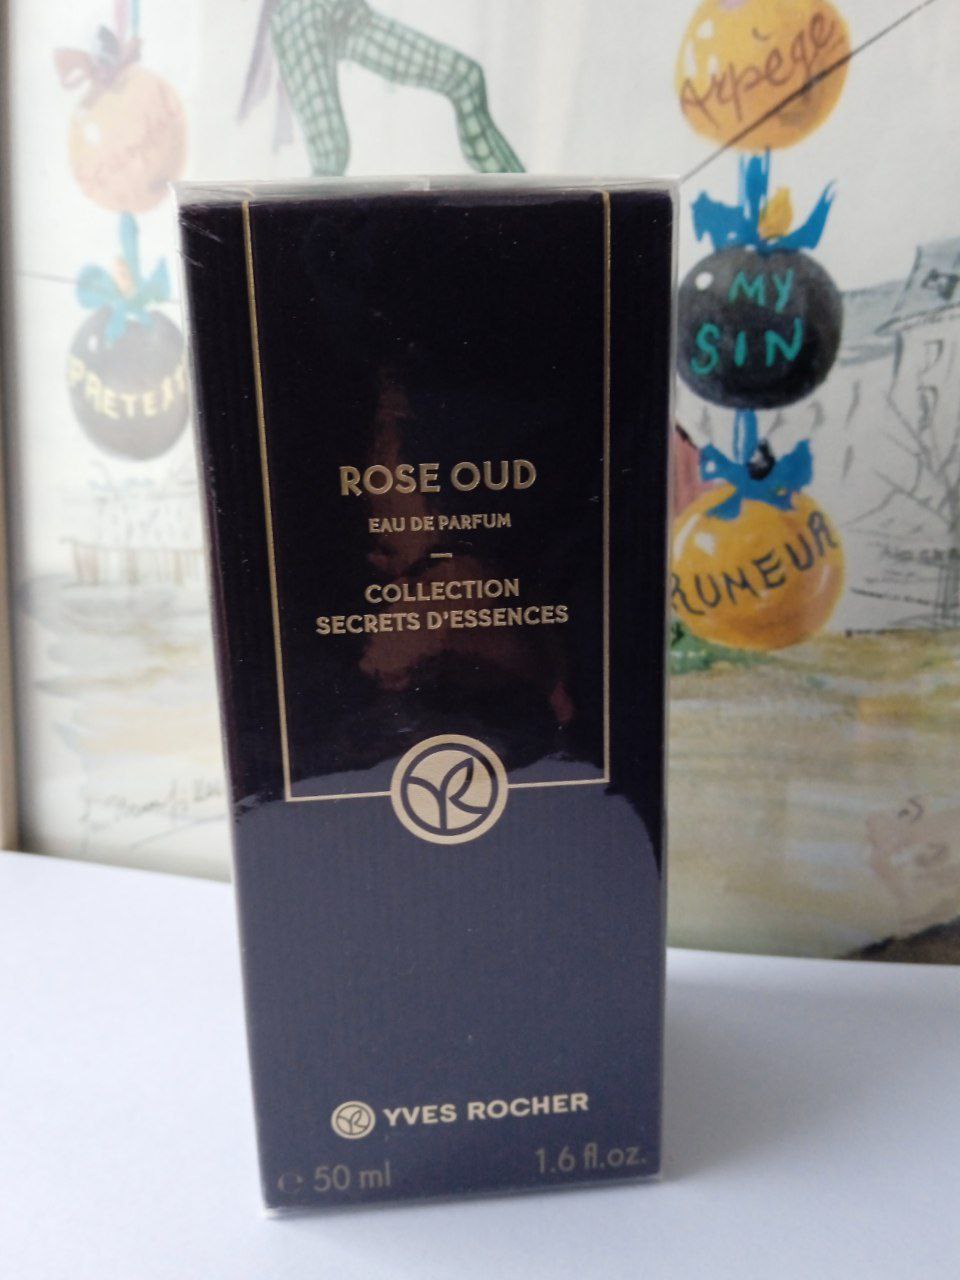 Arpège
MY
SIN
PRETEXT
RUMEUR
ROSE OUD
EAU DE PARFUM
COLLECTION
SECRETS D'ESSENCES
YVES ROCHER
℮ 50 ml
1.6 fl.oz.